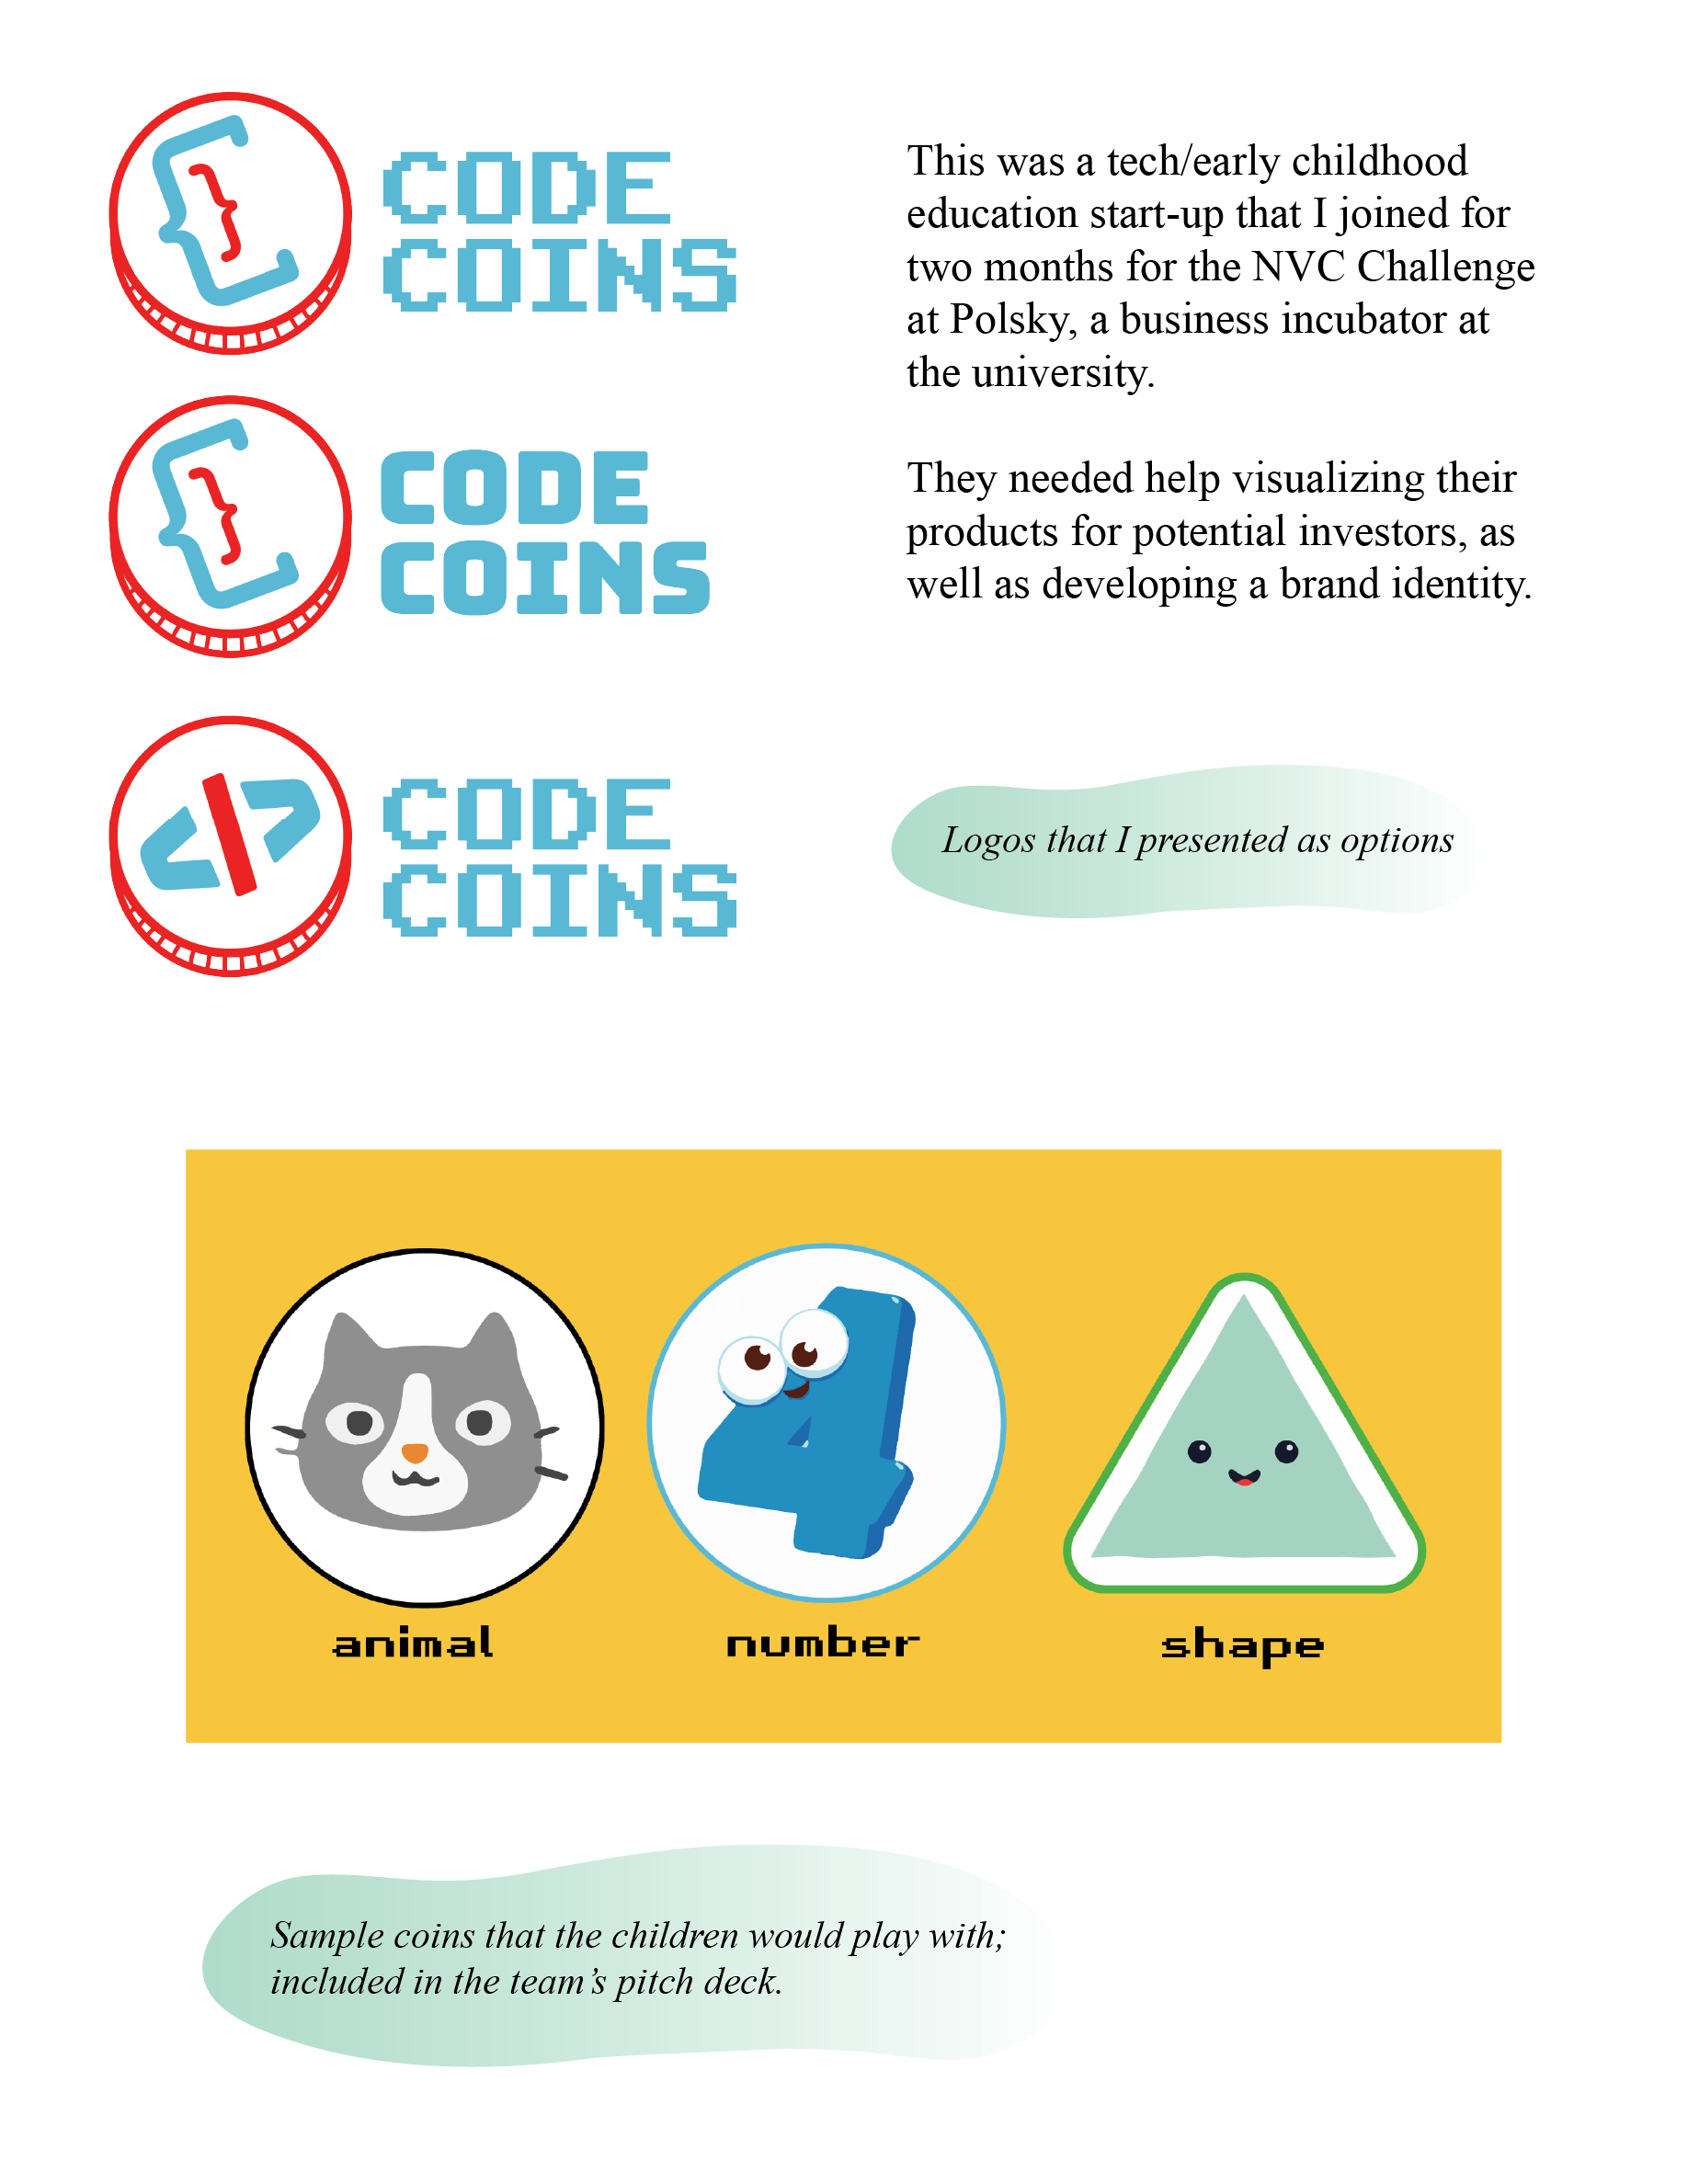 CODE
COINS
This was a tech/early childhood
education start-up that I joined for
two months for the NVC Challenge
at Polsky, a business incubator at
the university.
CODE
COINS
They needed help visualizing their
products for potential investors, as
well as developing a brand identity.
CODE
COINS
Logos that I presented as options
4
animal
number
shape
Sample coins that the children would play with;
included in the team’s pitch deck.